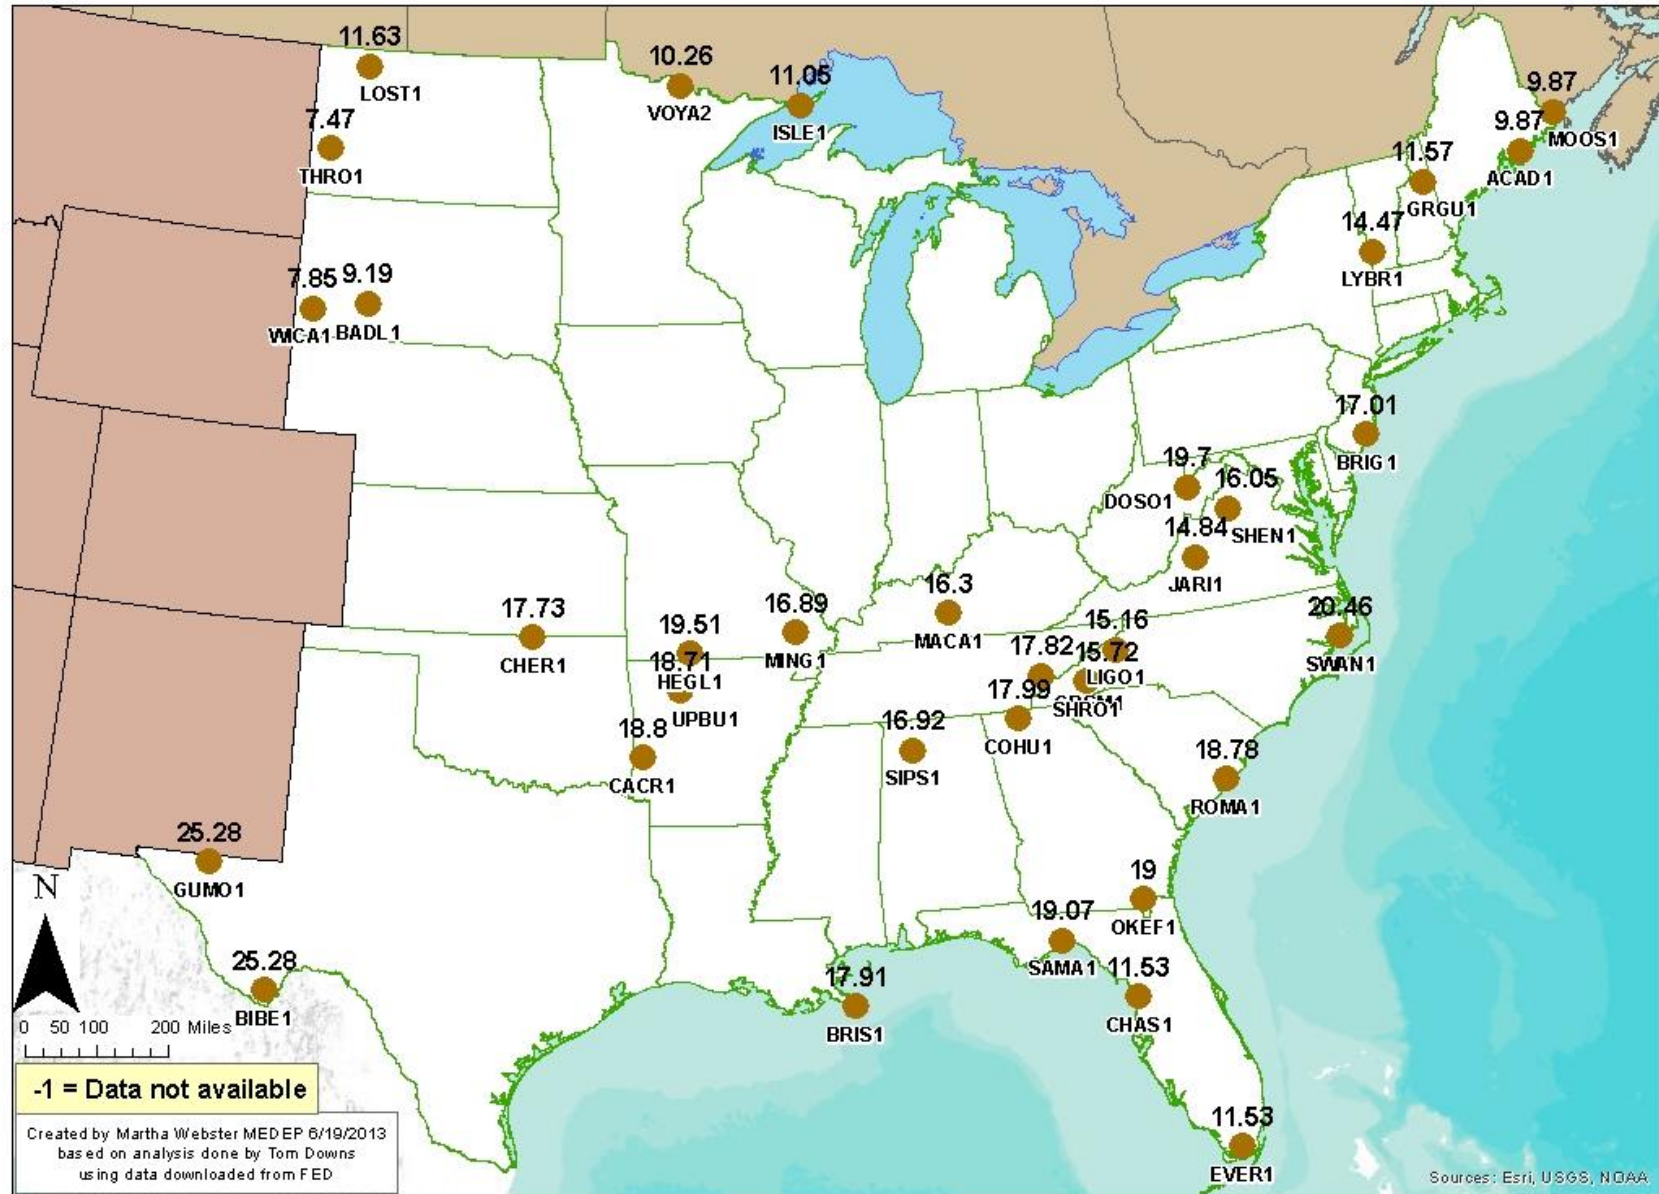 11.63
LOST1
10.26
VOYA2
11.05
ISLE1
9.87
MOOS1
9.87
ACAD1
7.47
THRO1
11.57
GRGU1
14.47
LYBR1
7.85
WICA1
9.19
BADL1
17.01
BRIG1
19.7
DOSO1
16.05
SHEN1
14.84
JARI1
16.3
MACA1
16.89
MING1
17.73
CHER1
19.51
HEGL1
18.71
UPBU1
15.16
LIGO1
15.72
SHRO1
17.82
20.46
SWAN1
17.99
COHU1
16.92
SIPS1
18.8
CACR1
18.78
ROMA1
25.28
GUMO1
19
OKEF1
19.07
SAMA1
25.28
BIBE1
17.91
BRIS1
11.53
CHAS1
11.53
EVER1
N
0 50 100 200 Miles
-1 = Data not available
Created by Martha Webster MEDEP 6/19/2013
based on analysis done by Tom Downs
using data downloaded from FED
Sources: Esri, USGS, NOAA